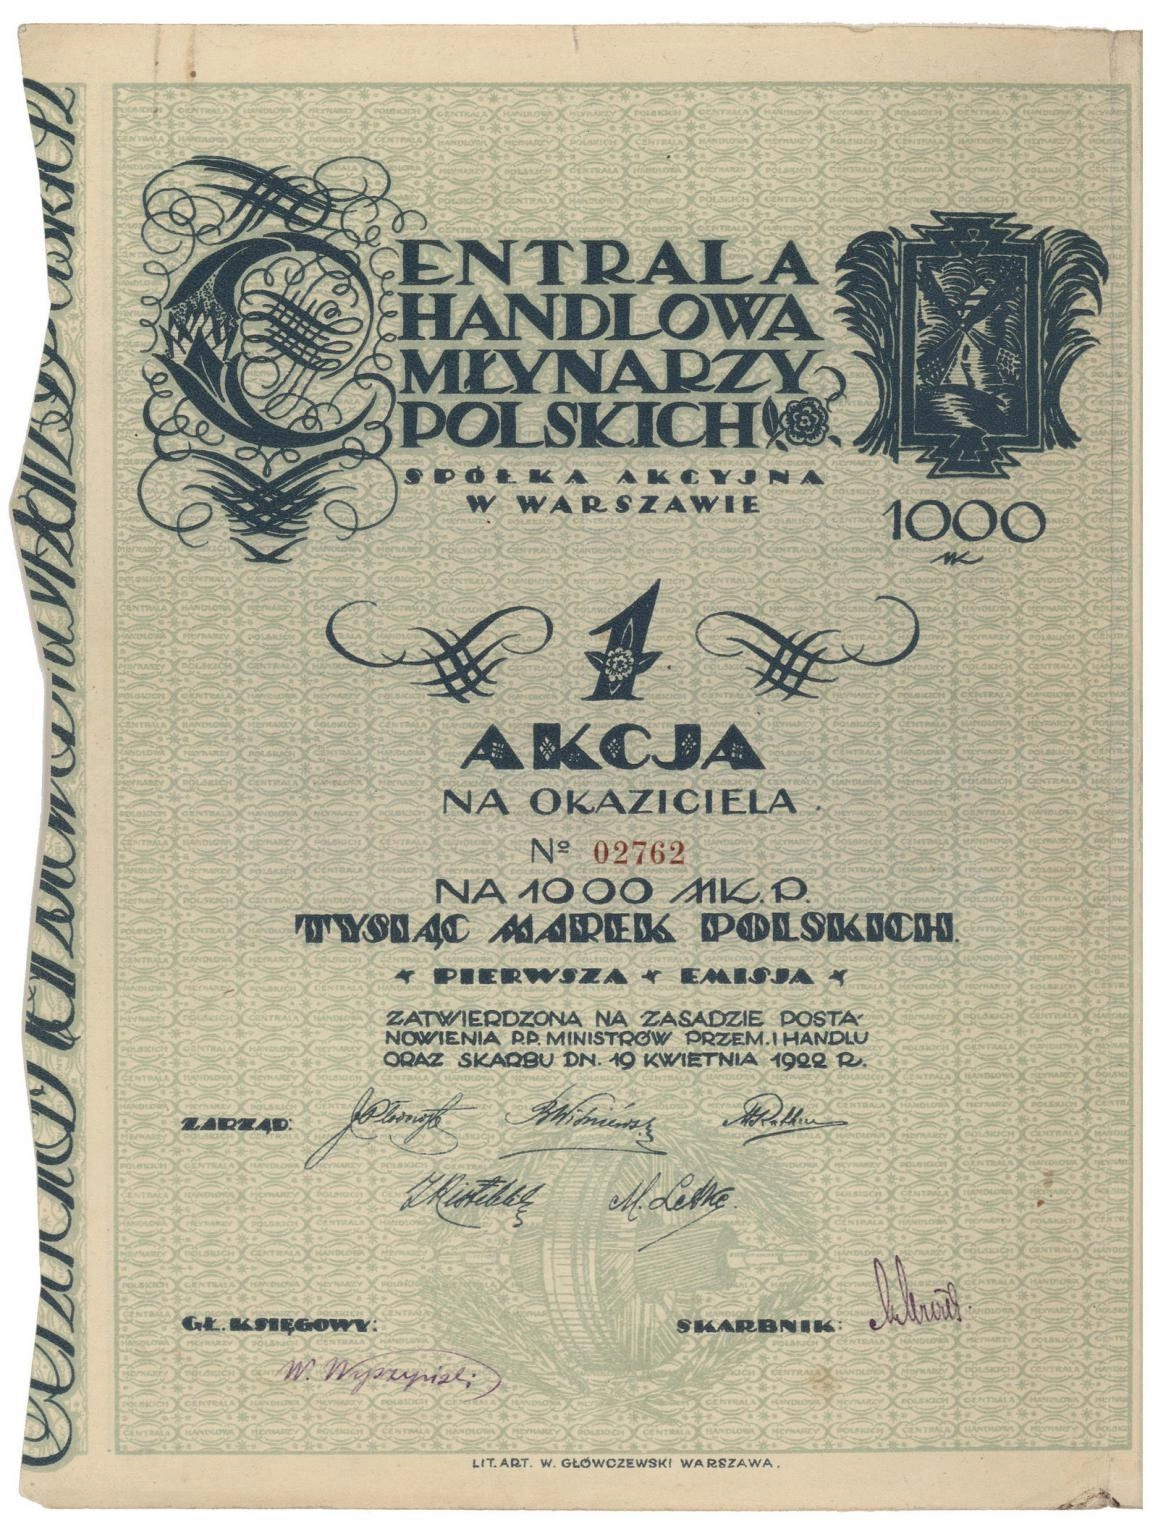 CENTRALA
HANDLOWA
MŁYNARZY
POLSKICH
SPÓŁKA AKCYJNA
W WARSZAWIE
1000
MK
1
AKCJA
NA OKAZICIELA.
Nº 02762
NA 1000 MK. P.
TYSIĄC MAREK POLSKICH.
PIERWSZA EMISJA
ZATWIERDZONA NA ZASADZIE POSTA-
NOWIENIA P.P. MINISTRÓW PRZEM. I HANDLU
ORAZ SKARBU DN. 19 KWIETNIA 1922 R.
ZARZĄD:
M. Letkę.
GŁ. KSIĘGOWY:
SKARBNIK:
W. Wyszyński
LIT. ART. W. GŁÓWCZEWSKI WARSZAWA.